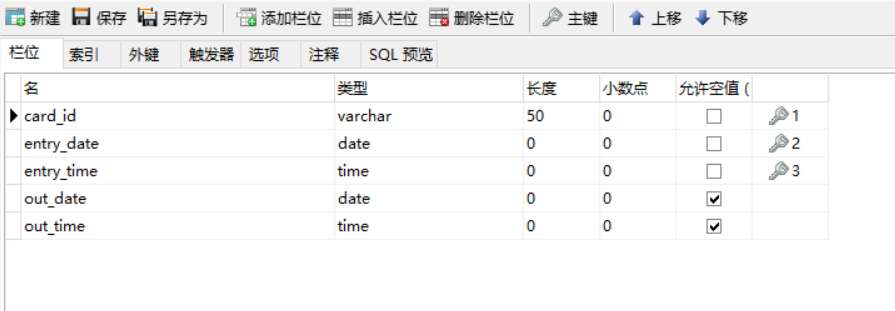 新建 保存 另存为 添加栏位 插入栏位 删除栏位 主键 上移 下移
栏位 索引 外键 触发器 选项 注释 SQL 预览
名 类型 长度 小数点 允许空值 (
card_id varchar 50 0 1
entry_date date 0 0 2
entry_time time 0 0 3
out_date date 0 0
out_time time 0 0